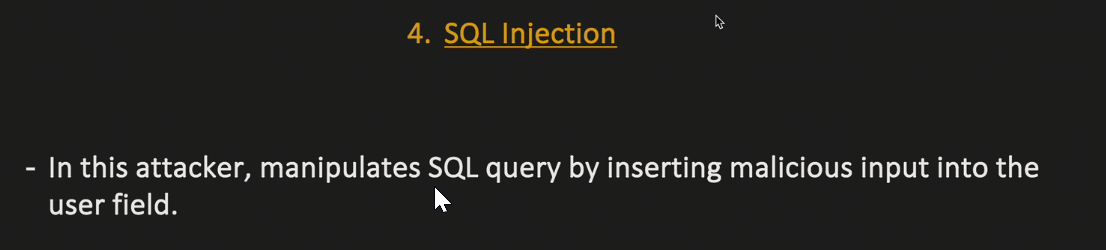 4. SQL Injection
- In this attacker, manipulates SQL query by inserting malicious input into the
user field.